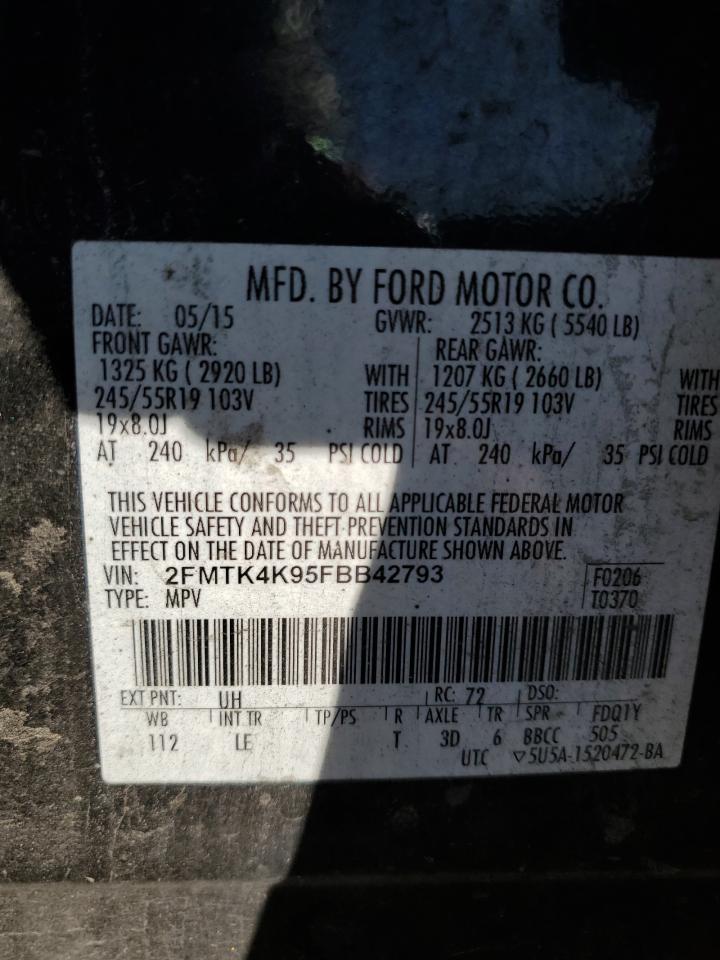 MFD. BY FORD MOTOR CO.
DATE: 05/15 GVWR: 2513 KG ( 5540 LB)
FRONT GAWR: REAR GAWR:
1325 KG ( 2920 LB) WITH 1207 KG ( 2660 LB) WITH
245/55R19 103V TIRES 245/55R19 103V TIRES
19x8.0J RIMS 19x8.0J RIMS
AT 240 kPa/ 35 PSI COLD AT 240 kPa/ 35 PSI COLD
THIS VEHICLE CONFORMS TO ALL APPLICABLE FEDERAL MOTOR
VEHICLE SAFETY AND THEFT PREVENTION STANDARDS IN
EFFECT ON THE DATE OF MANUFACTURE SHOWN ABOVE.
VIN: 2FMTK4K95FBB42793 F0206
TYPE: MPV T0370
EXT PNT: UH RC: 72 DSO:
WB INT TR TP/PS R AXLE TR SPR FDQ1Y
112 LE T 3D 6 BBCC 505
UTC ▽5U5A-1520472-BA